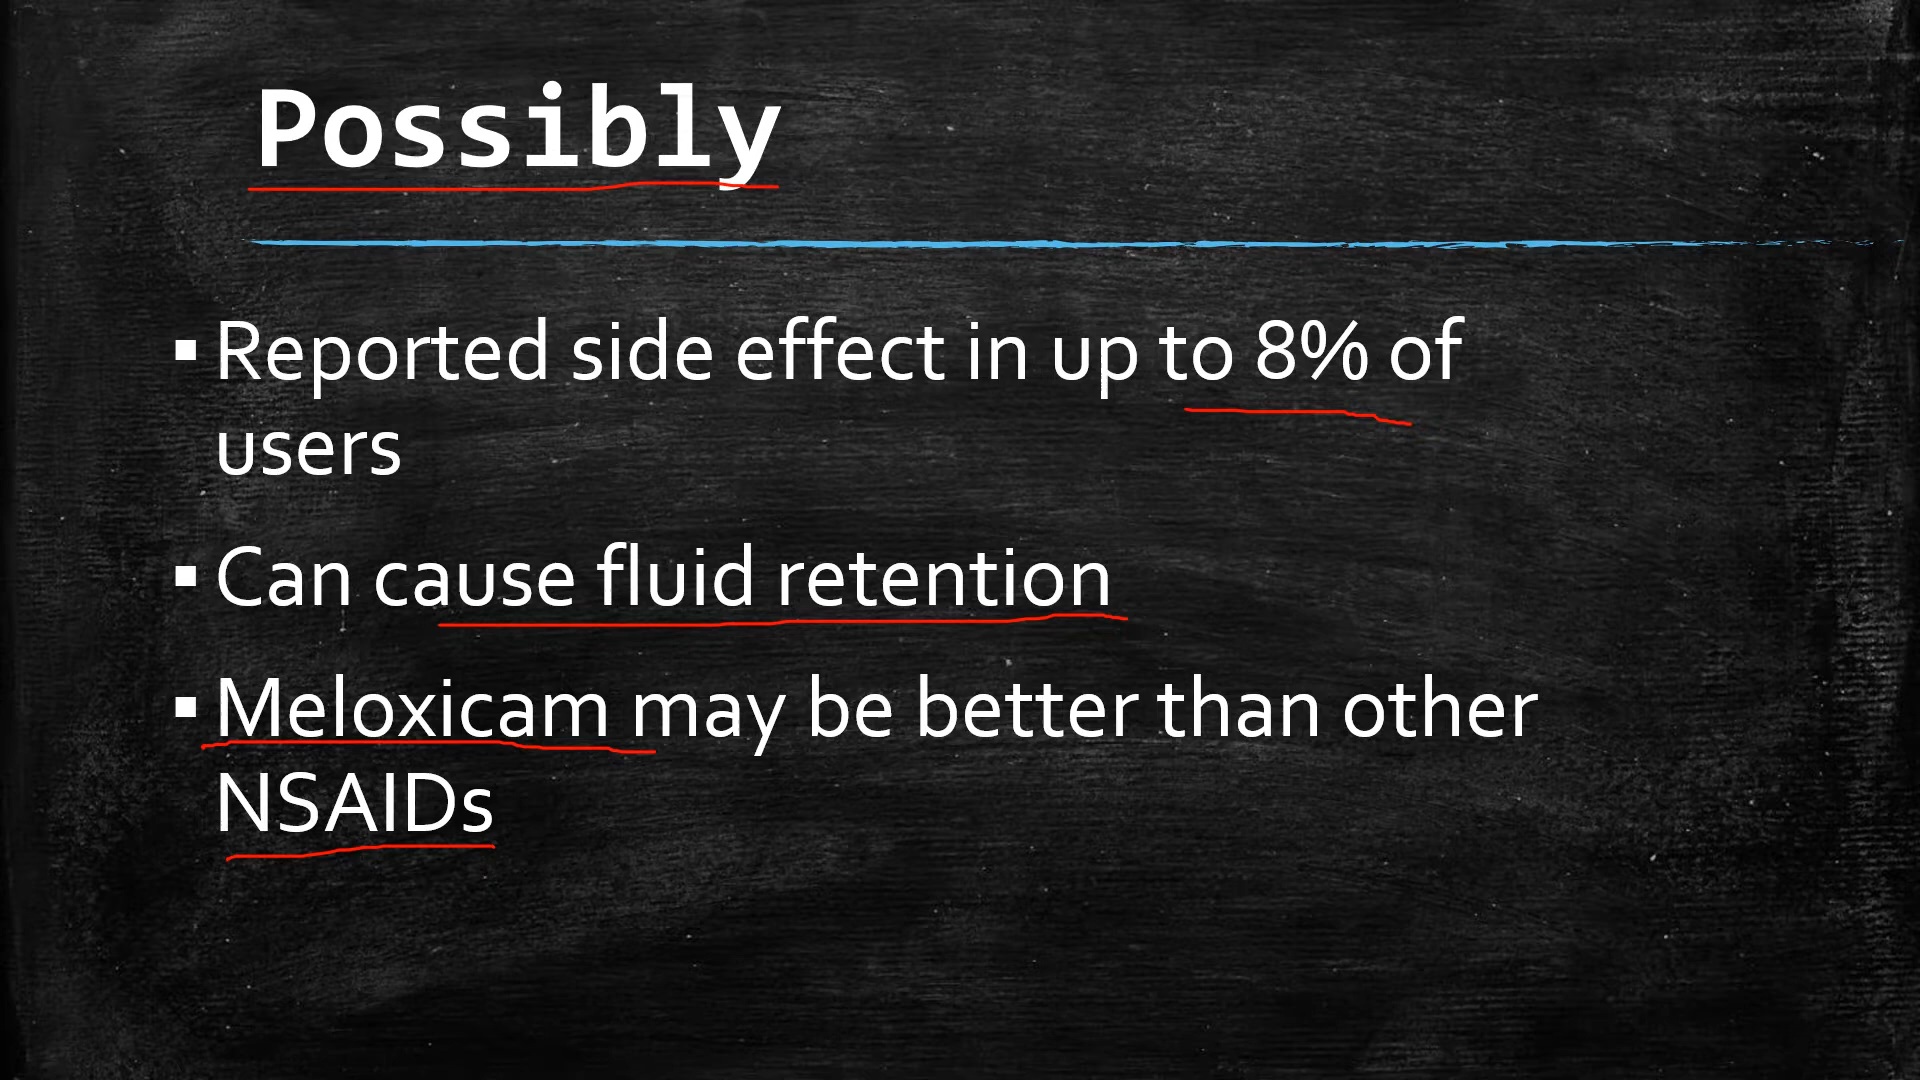 Possibly
▪ Reported side effect in up to 8% of
users
▪ Can cause fluid retention
▪ Meloxicam may be better than other
NSAIDs